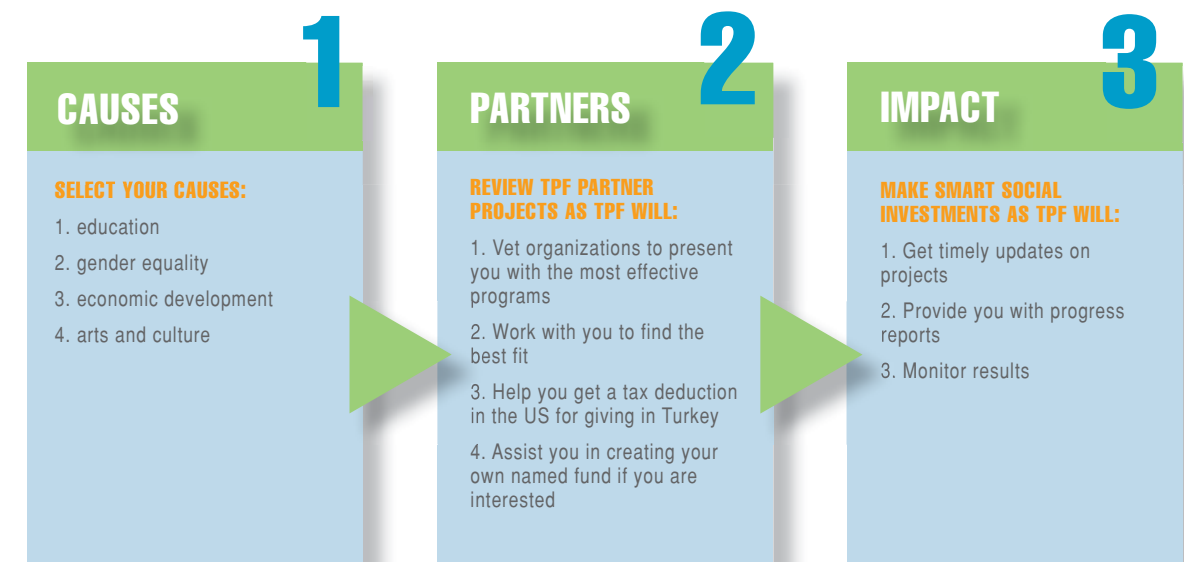 1
CAUSES
SELECT YOUR CAUSES:
1. education
2. gender equality
3. economic development
4. arts and culture
2
PARTNERS
REVIEW TPF PARTNER
PROJECTS AS TPF WILL:
1. Vet organizations to present
you with the most effective
programs
2. Work with you to find the
best fit
3. Help you get a tax deduction
in the US for giving in Turkey
4. Assist you in creating your
own named fund if you are
interested
3
IMPACT
MAKE SMART SOCIAL
INVESTMENTS AS TPF WILL:
1. Get timely updates on
projects
2. Provide you with progress
reports
3. Monitor results